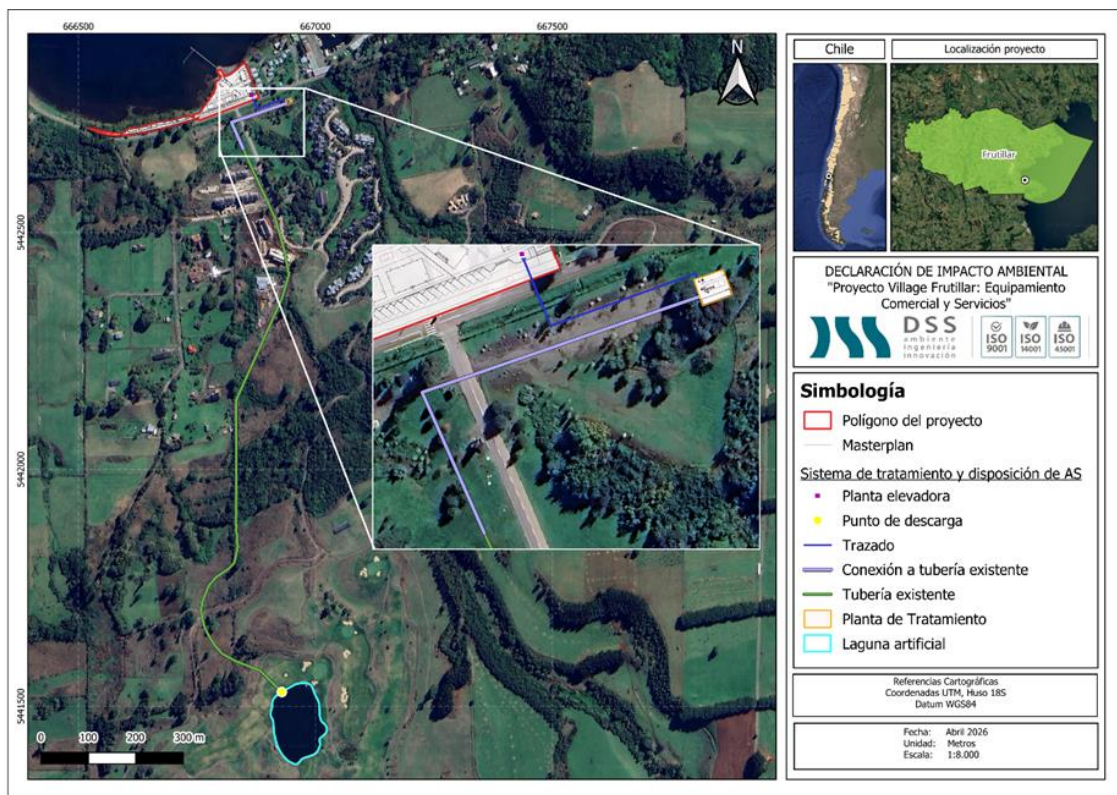 666500
667000
667500
5442500
5442000
5441500
N
0 100 200 300 m
Chile
Localización proyecto
Frutillar
DECLARACIÓN DE IMPACTO AMBIENTAL
"Proyecto Village Frutillar: Equipamiento
Comercial y Servicios"
DSS
ambiente
ingeniería
innovación
ISO
9001
ISO
14001
ISO
45001
Simbología
Polígono del proyecto
Masterplan
Sistema de tratamiento y disposición de AS
Planta elevadora
Punto de descarga
Trazado
Conexión a tubería existente
Tubería existente
Planta de Tratamiento
Laguna artificial
Referencias Cartográficas
Coordenadas UTM, Huso 18S
Datum WGS84
Fecha: Abril 2026
Unidad: Metros
Escala: 1:8.000